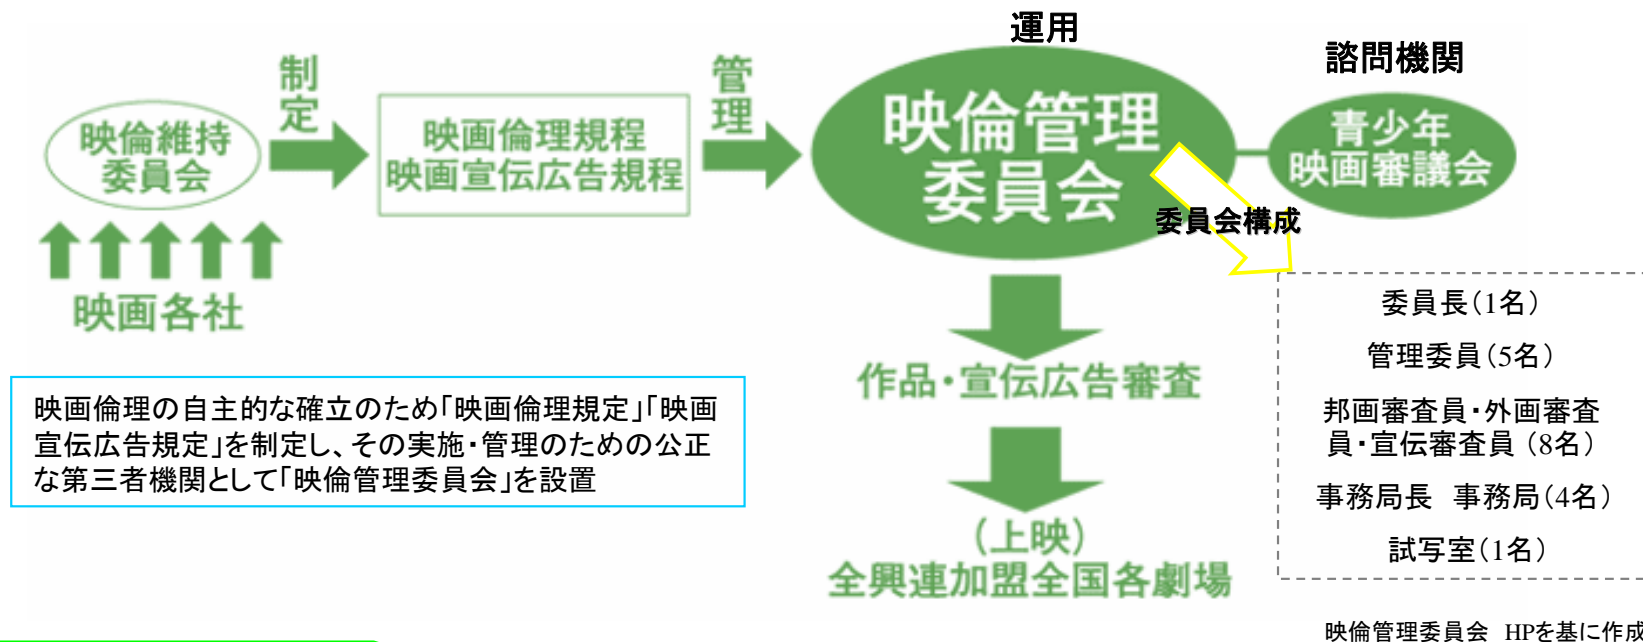 運用
諮問機関
制定
管理
映倫維持
委員会
映画倫理規程
映画宣伝広告規程
映倫管理
委員会
青少年
映画審議会
委員会構成
映画各社
作品・宣伝広告審査
(上映)
全興連加盟全国各劇場
映画倫理の自主的な確立のため「映画倫理規定」「映画
宣伝広告規定」を制定し、その実施・管理のための公正
な第三者機関として「映倫管理委員会」を設置
委員長(1名)
管理委員(5名)
邦画審査員・外画審査
員・宣伝審査員 (8名)
事務局長 事務局(4名)
試写室(1名)
映倫管理委員会 HPを基に作成